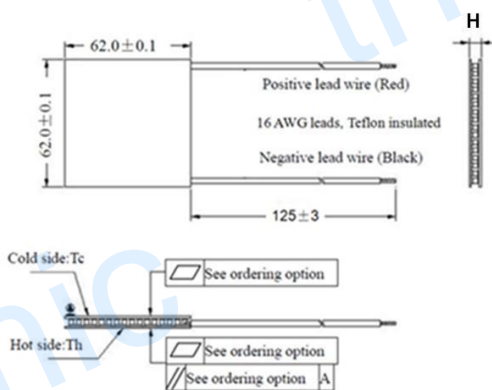 H
62.0±0.1
Positive lead wire (Red)
62.0±0.1
16 AWG leads, Teflon insulated
Negative lead wire (Black)
125±3
Cold side:Tc
See ordering option
Hot side:Th
See ordering option
See ordering option A